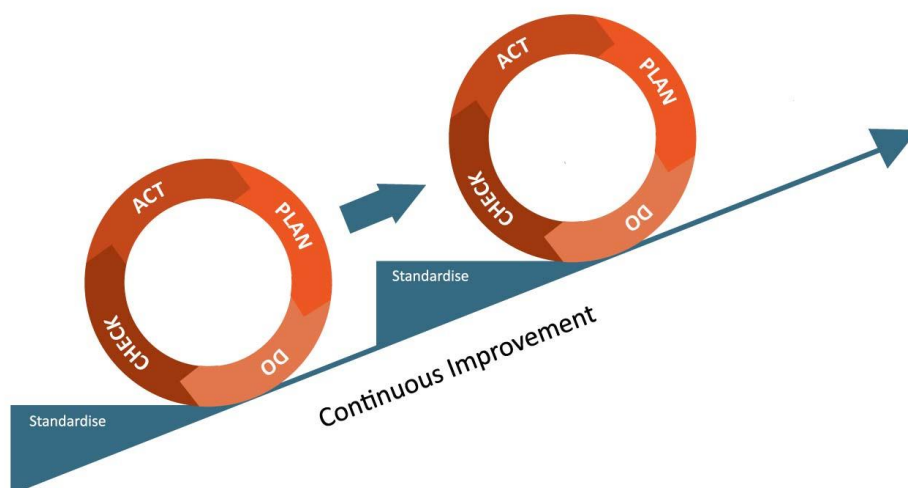 ACT
PLAN
DO
CHECK
Standardise
ACT
PLAN
DO
CHECK
Standardise
Continuous Improvement